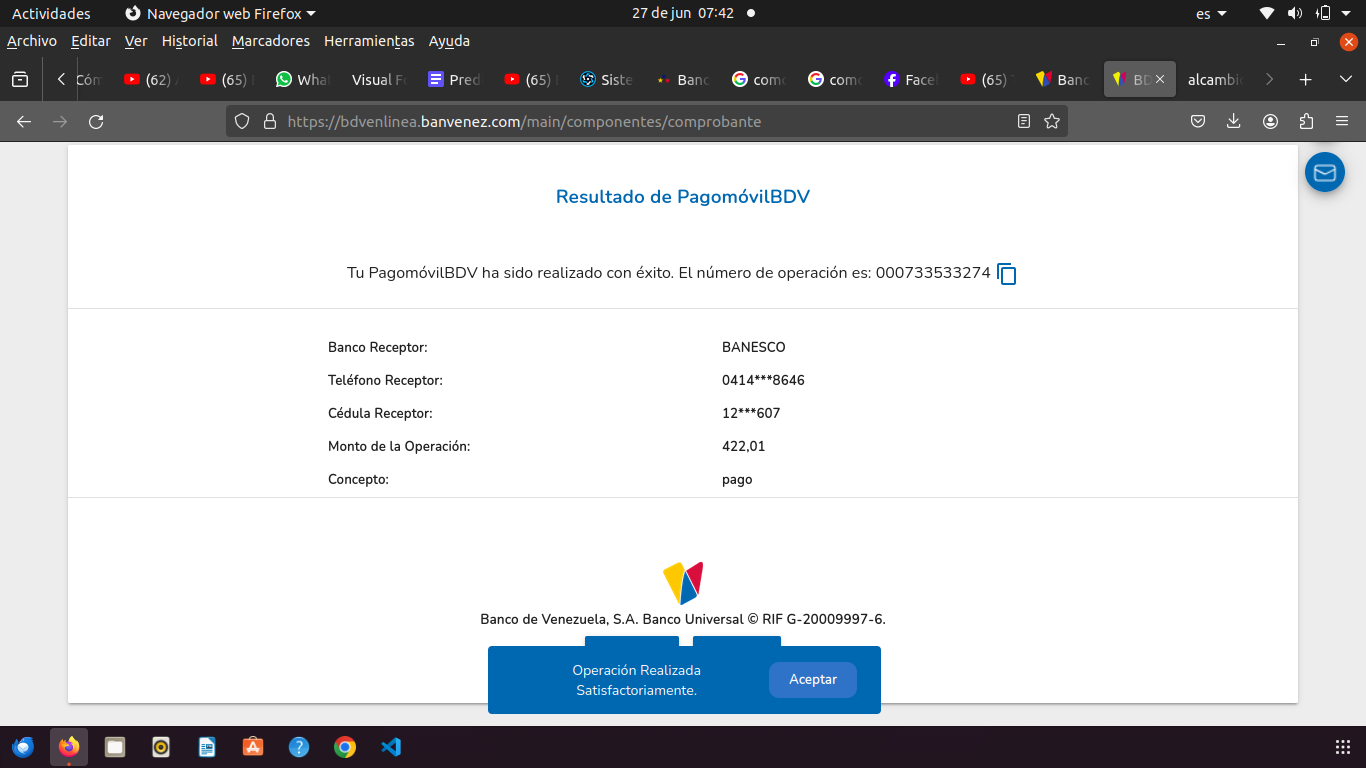 Actividades Navegador web Firefox 27 de jun 07:42 es
Archivo Editar Ver Historial Marcadores Herramientas Ayuda
Cóm (62) (65) What Visual Fo Pred (65) Siste Banc como como Face (65) Banc BD alcambio
https://bdvenlinea.banvenez.com/main/componentes/comprobante
Resultado de PagomóvilBDV
Tu PagomóvilBDV ha sido realizado con éxito. El número de operación es: 000733533274
Banco Receptor: BANESCO
Teléfono Receptor: 0414***8646
Cédula Receptor: 12***607
Monto de la Operación: 422,01
Concepto: pago
Banco de Venezuela, S.A. Banco Universal © RIF G-20009997-6.
Operación Realizada
Satisfactoriamente.
Aceptar